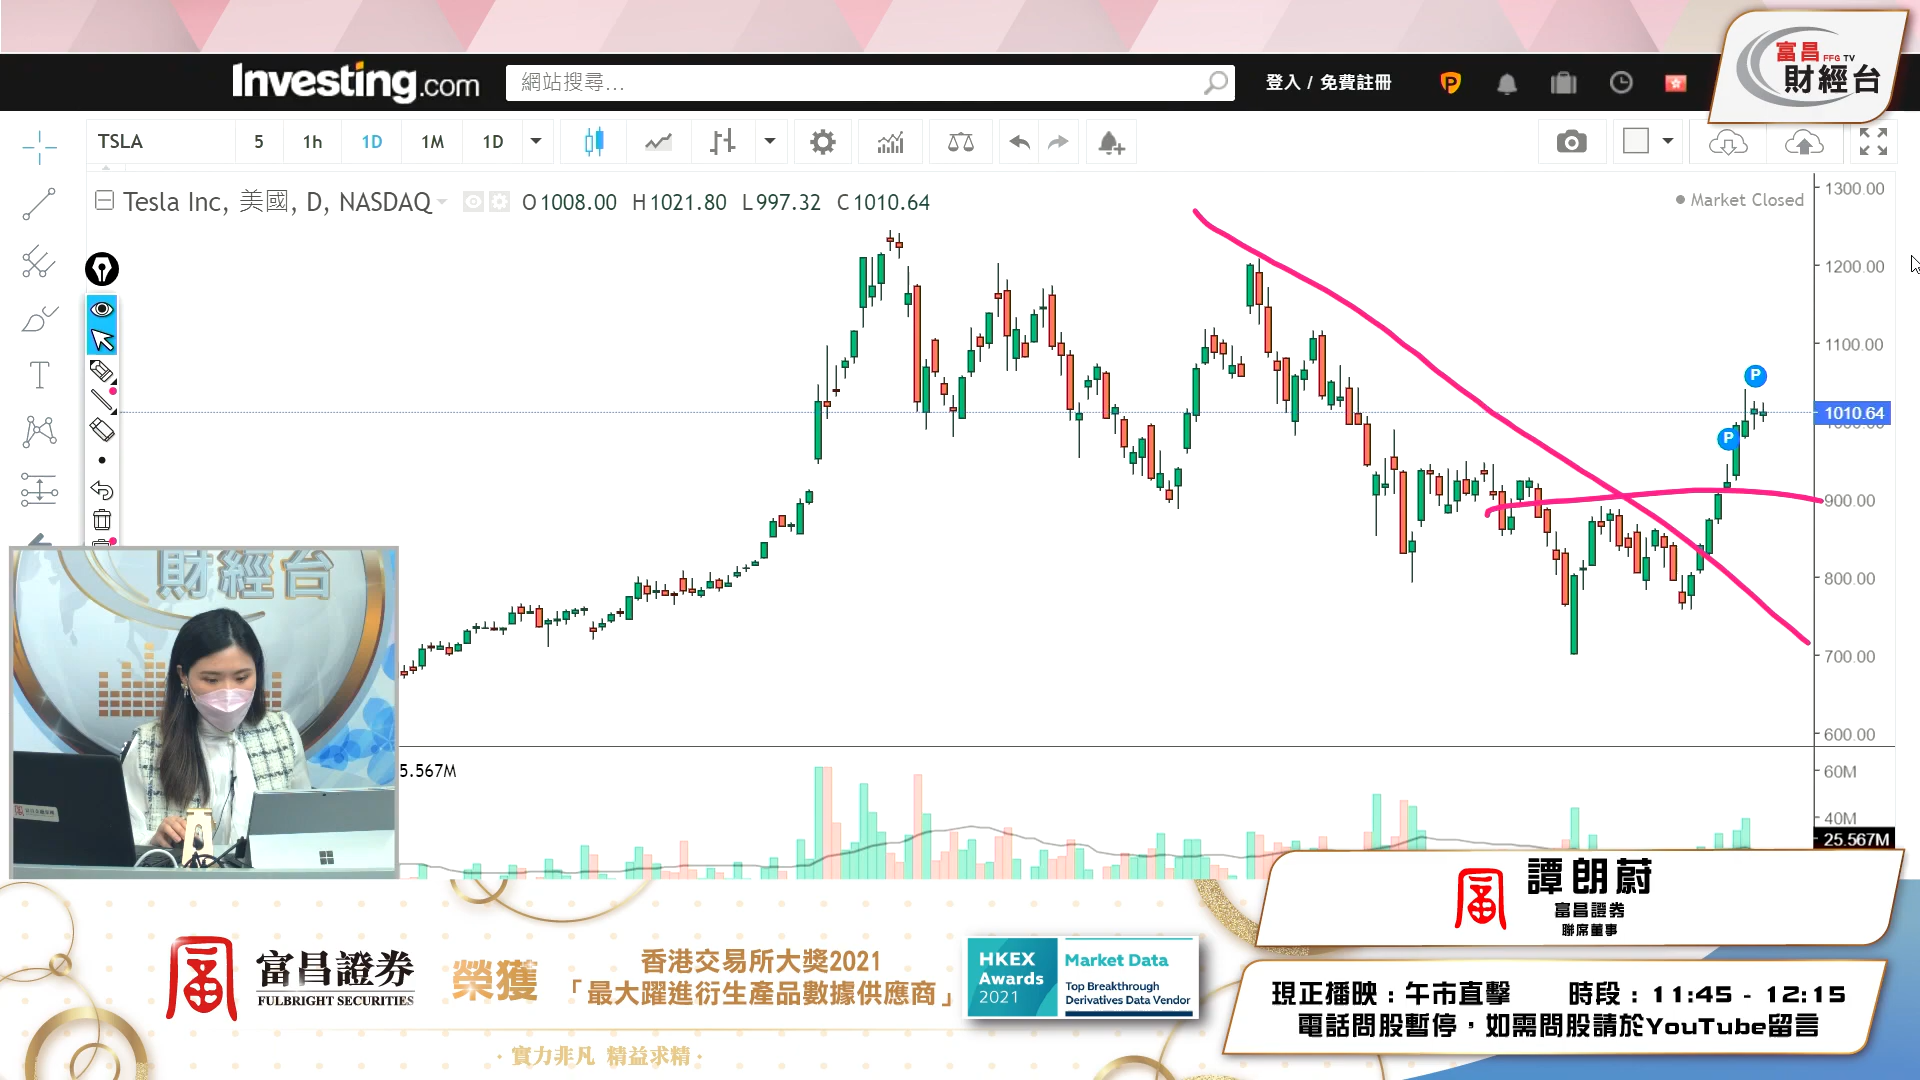 Investing.com
網站搜尋...
登入 / 免費註冊
富昌 FFG TV
財經台
TSLA
5
1h
1D
1M
1D
Tesla Inc, 美國, D, NASDAQ
O1008.00 H1021.80 L997.32 C1010.64
Market Closed
1300.00
1200.00
1100.00
1010.64
900.00
800.00
700.00
600.00
P
P
T
財經台
5.567M
60M
40M
25.567M
譚朗蔚
富昌證券
聯席董事
富昌證券
FULBRIGHT SECURITIES
榮獲
香港交易所大獎2021
「最大躍進衍生產品數據供應商」
HKEX
Awards
2021
Market Data
Top Breakthrough
Derivatives Data Vendor
· 實力非凡 精益求精 ·
現正播映：午市直擊 時段：11:45 - 12:15
電話問股暫停，如需問股請於YouTube留言